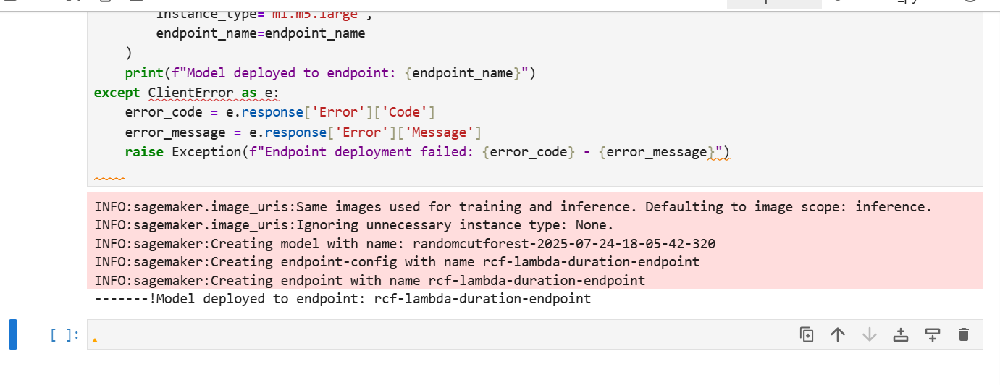 instance_type="ml.m5.large",
endpoint_name=endpoint_name
)
print(f"Model deployed to endpoint: {endpoint_name}")
except ClientError as e:
error_code = e.response['Error']['Code']
error_message = e.response['Error']['Message']
raise Exception(f"Endpoint deployment failed: {error_code} - {error_message}")
INFO:sagemaker.image_uris:Same images used for training and inference. Defaulting to image scope: inference.
INFO:sagemaker.image_uris:Ignoring unnecessary instance type: None.
INFO:sagemaker:Creating model with name: randomcutforest-2025-07-24-18-05-42-320
INFO:sagemaker:Creating endpoint-config with name rcf-lambda-duration-endpoint
INFO:sagemaker:Creating endpoint with name rcf-lambda-duration-endpoint
-------!Model deployed to endpoint: rcf-lambda-duration-endpoint
[ ]: